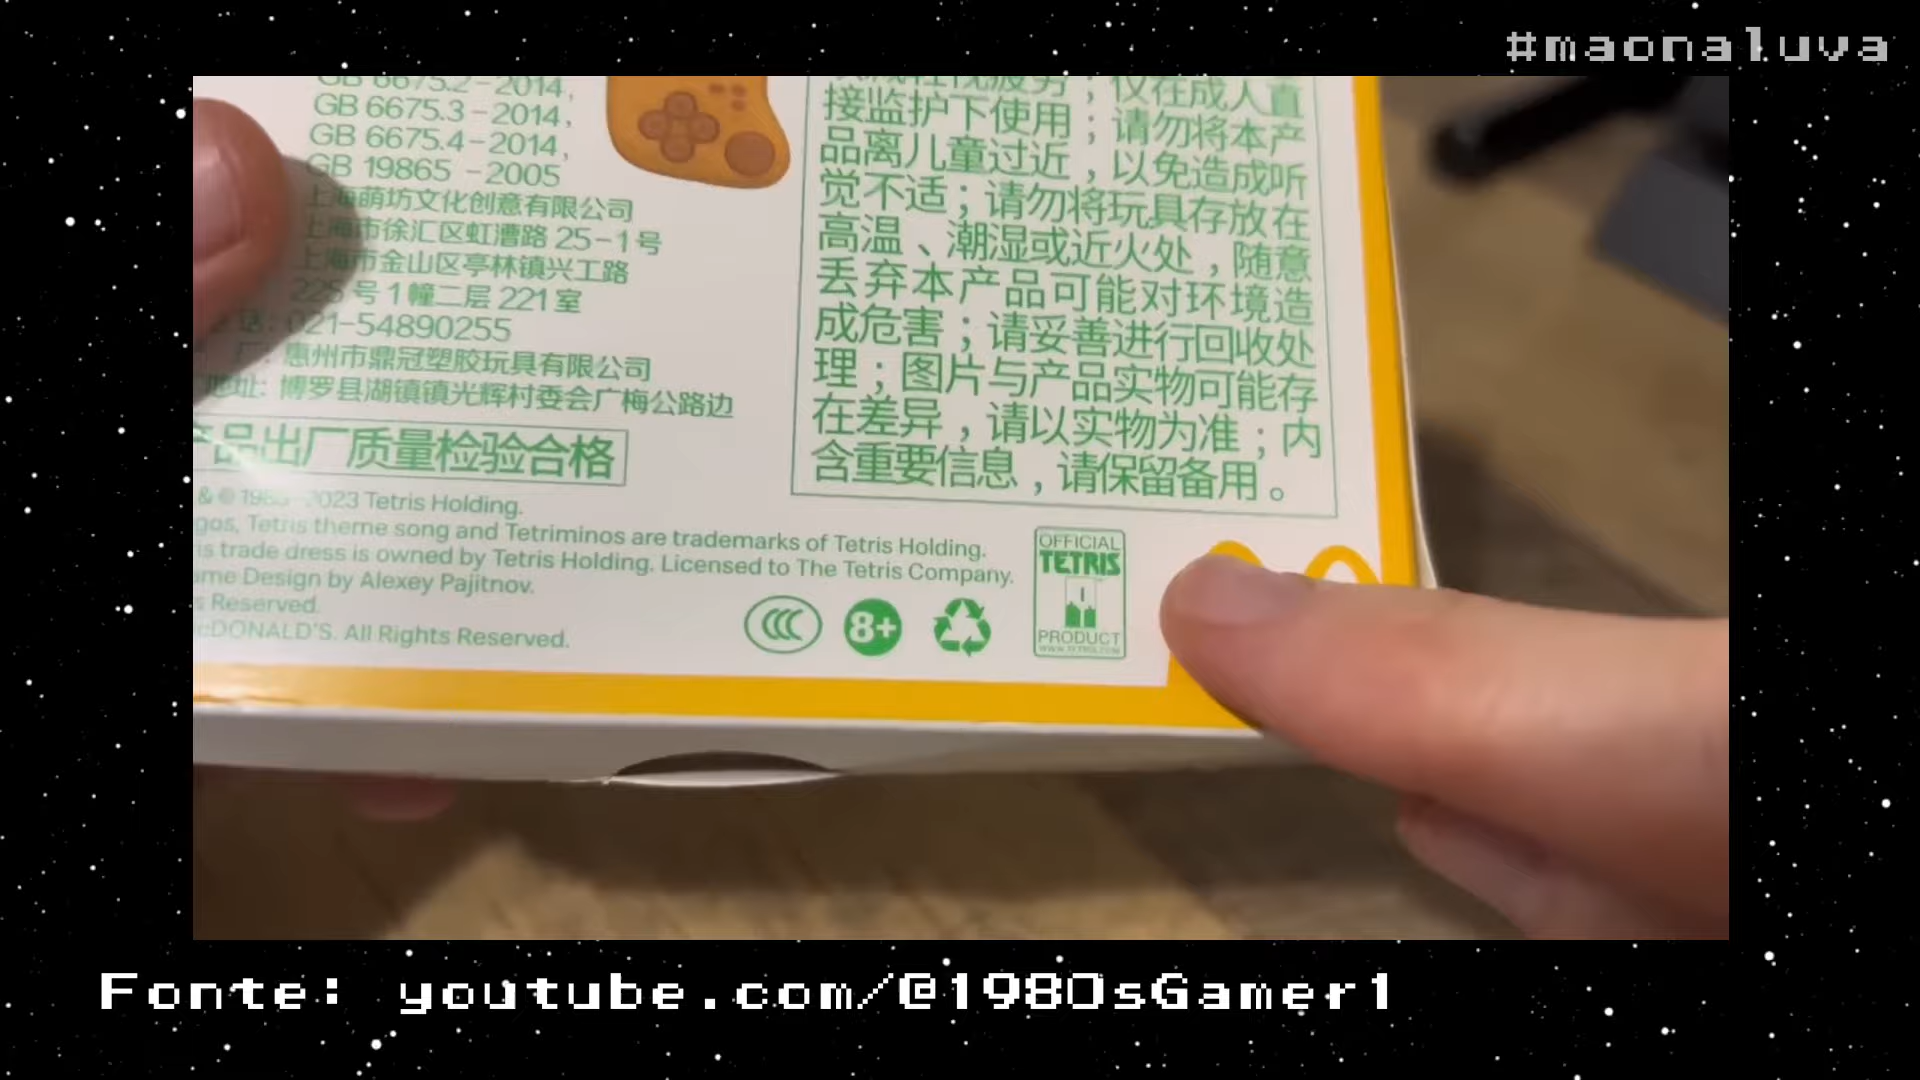 #maonaluva
GB 6675.2-2014,
GB 6675.3-2014,
GB 6675.4-2014,
GB 19865-2005
上海萌坊文化创意有限公司
上海市徐汇区虹漕路 25-1号
上海市金山区亭林镇兴工路
225号1幢二层 221室
话: 021-54890255
厂: 惠州市鼎冠塑胶玩具有限公司
地址: 博罗县湖镇镇光辉村委会广梅公路边
产品出厂质量检验合格
；仅在成人直
接监护下使用；请勿将本产
品离儿童过近，以免造成听
觉不适；请勿将玩具存放在
高温、潮湿或近火处，随意
丢弃本产品可能对环境造
成危害；请妥善进行回收处
理；图片与产品实物可能存
在差异，请以实物为准；内
含重要信息，请保留备用。
& © 1985-2023 Tetris Holding.
gos, Tetris theme song and Tetriminos are trademarks of Tetris Holding.
is trade dress is owned by Tetris Holding. Licensed to The Tetris Company.
ame Design by Alexey Pajitnov.
s Reserved.
cDONALD'S. All Rights Reserved.
CCC
8+
OFFICIAL
TETRIS
PRODUCT
WWW.TETRIS.COM
Fonte: youtube.com/@1980sGamer1